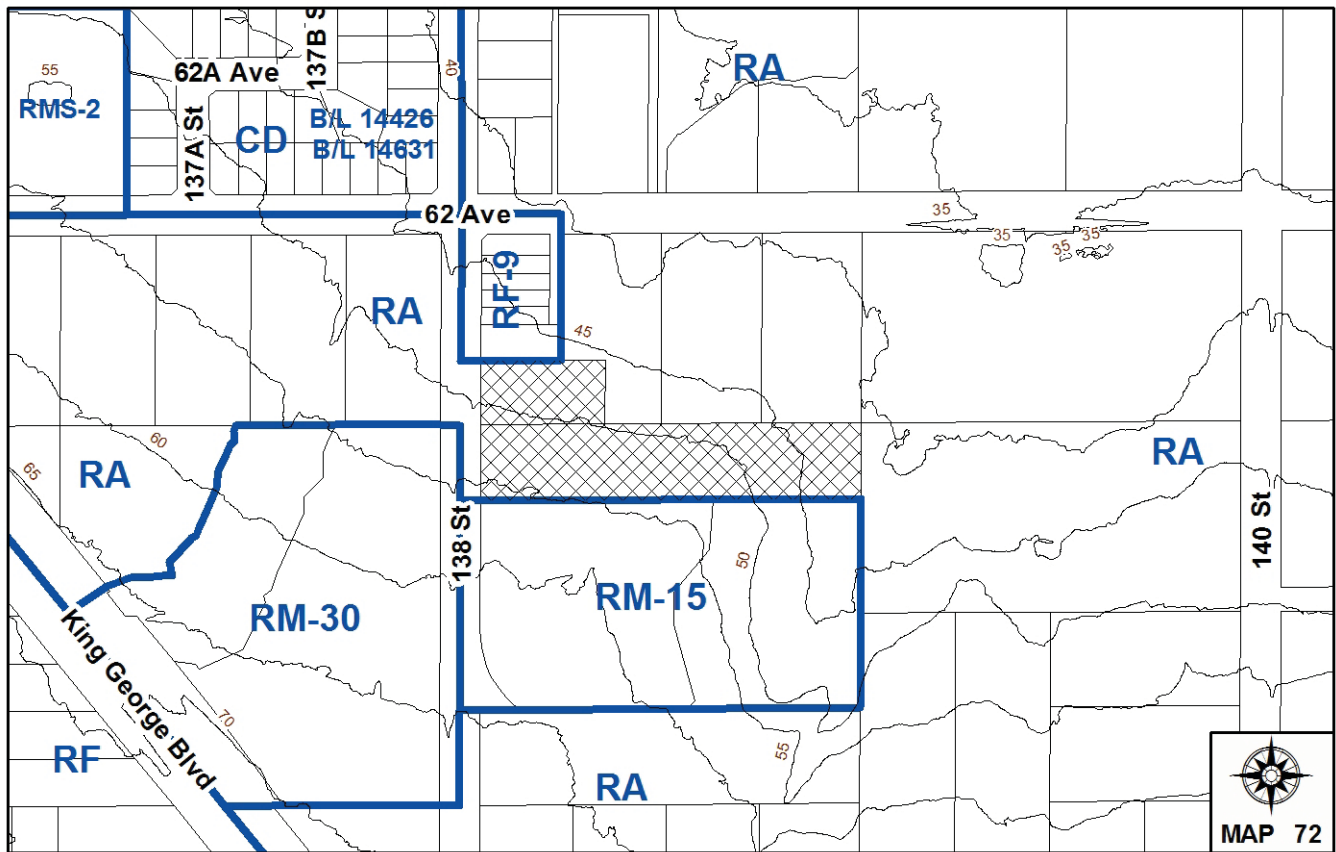 137B S
40
RA
62A Ave
55
RMS-2
B/L 14426
CD
B/L 14631
137A St
62 Ave
35
35
35
35
RF-9
RA
45
60
RA
65
RA
138 St
140 St
50
RM-15
RM-30
King George Blvd
70
RF
55
RA
MAP 72